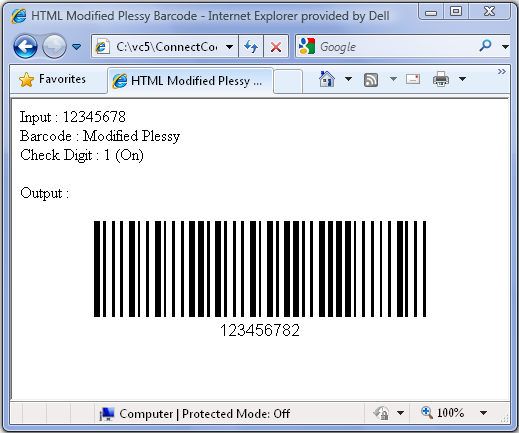 HTML Modified Plessy Barcode - Internet Explorer provided by Dell
C:\vc5\ConnectCo
Google
Favorites
HTML Modified Plessy ...
Input : 12345678
Barcode : Modified Plessy
Check Digit : 1 (On)
Output :
123456782
Computer | Protected Mode: Off
100%